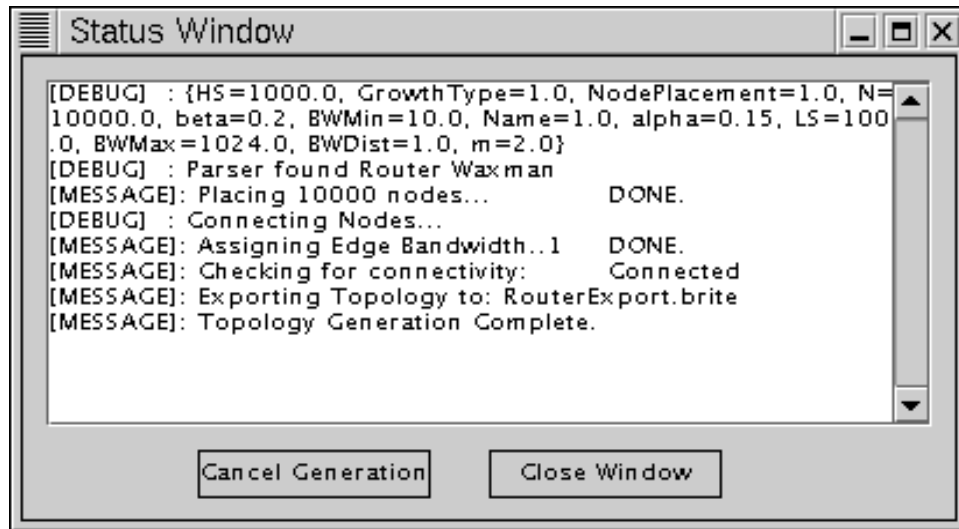 Status Window
[DEBUG] : {HS=1000.0, GrowthType=1.0, NodePlacement=1.0, N=
10000.0, beta=0.2, BWMin=10.0, Name=1.0, alpha=0.15, LS=100
.0, BWMax=1024.0, BWDist=1.0, m=2.0}
[DEBUG] : Parser found Router Waxman
[MESSAGE]: Placing 10000 nodes... DONE.
[DEBUG] : Connecting Nodes...
[MESSAGE]: Assigning Edge Bandwidth..1 DONE.
[MESSAGE]: Checking for connectivity: Connected
[MESSAGE]: Exporting Topology to: RouterExport.brite
[MESSAGE]: Topology Generation Complete.
Cancel Generation Close Window